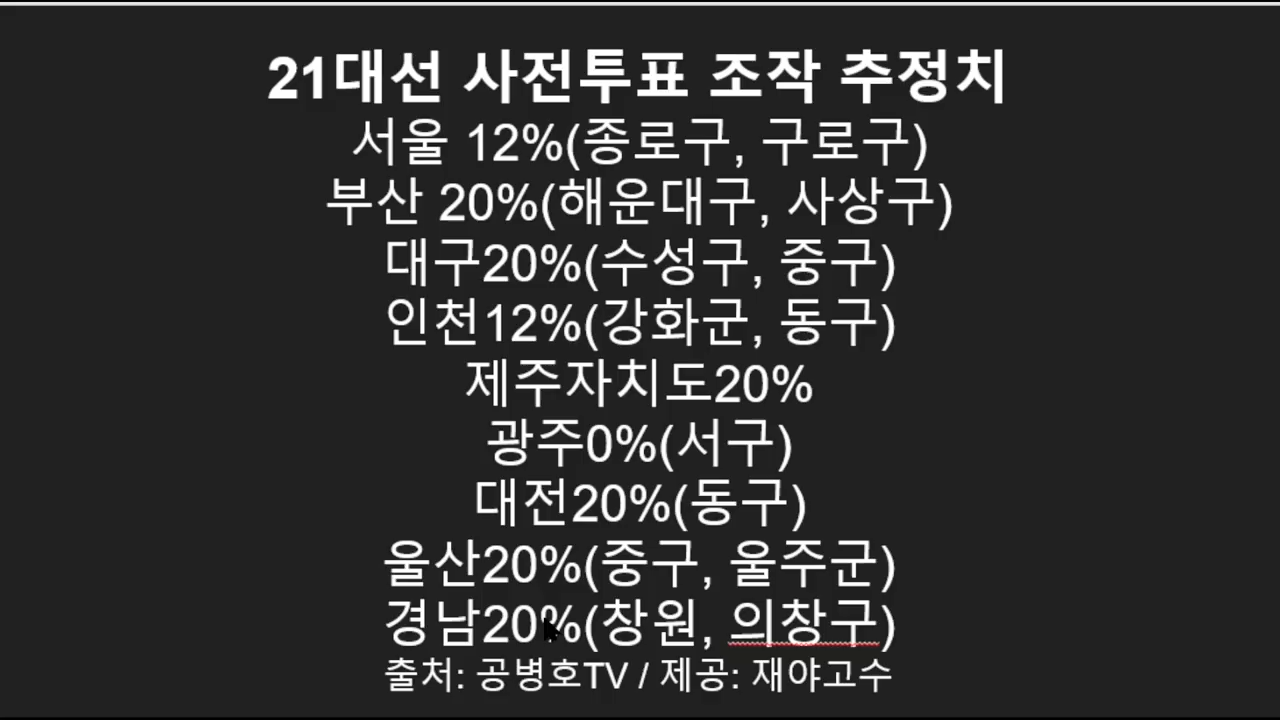 21대선 사전투표 조작 추정치
서울 12%(종로구, 구로구)
부산 20%(해운대구, 사상구)
대구20%(수성구, 중구)
인천12%(강화군, 동구)
제주자치도20%
광주0%(서구)
대전20%(동구)
울산20%(중구, 울주군)
경남20%(창원, 의창구)
출처: 공병호TV / 제공: 재야고수